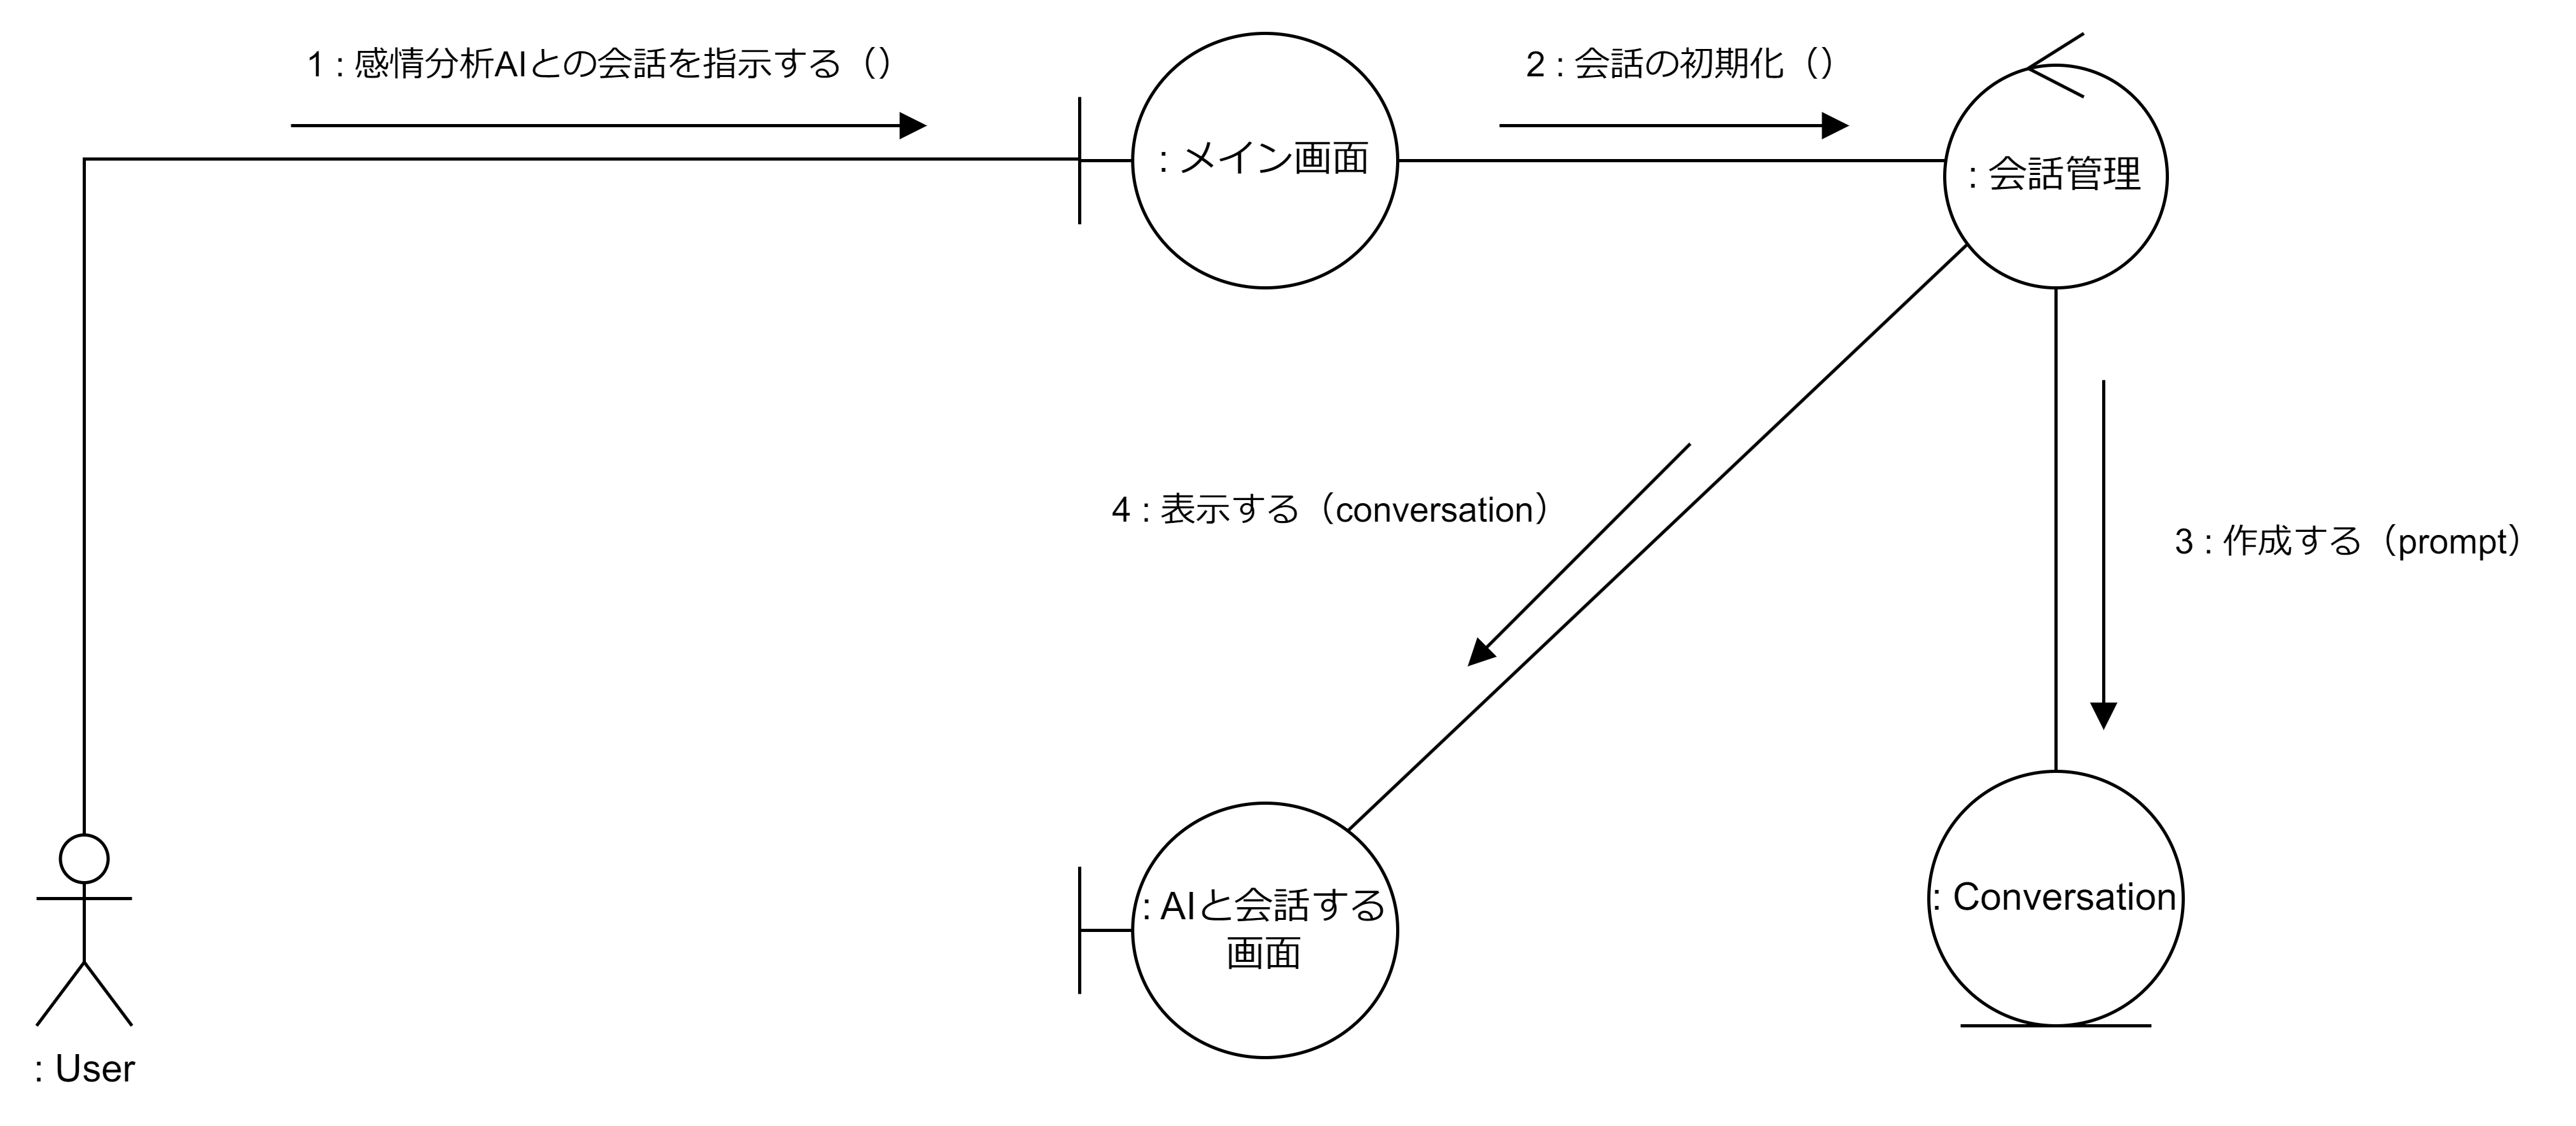 1 : 感情分析AIとの会話を指示する（）
2 : 会話の初期化（）
: メイン画面
: 会話管理
4 : 表示する（conversation）
3 : 作成する（prompt）
: AIと会話する
画面
: Conversation
: User